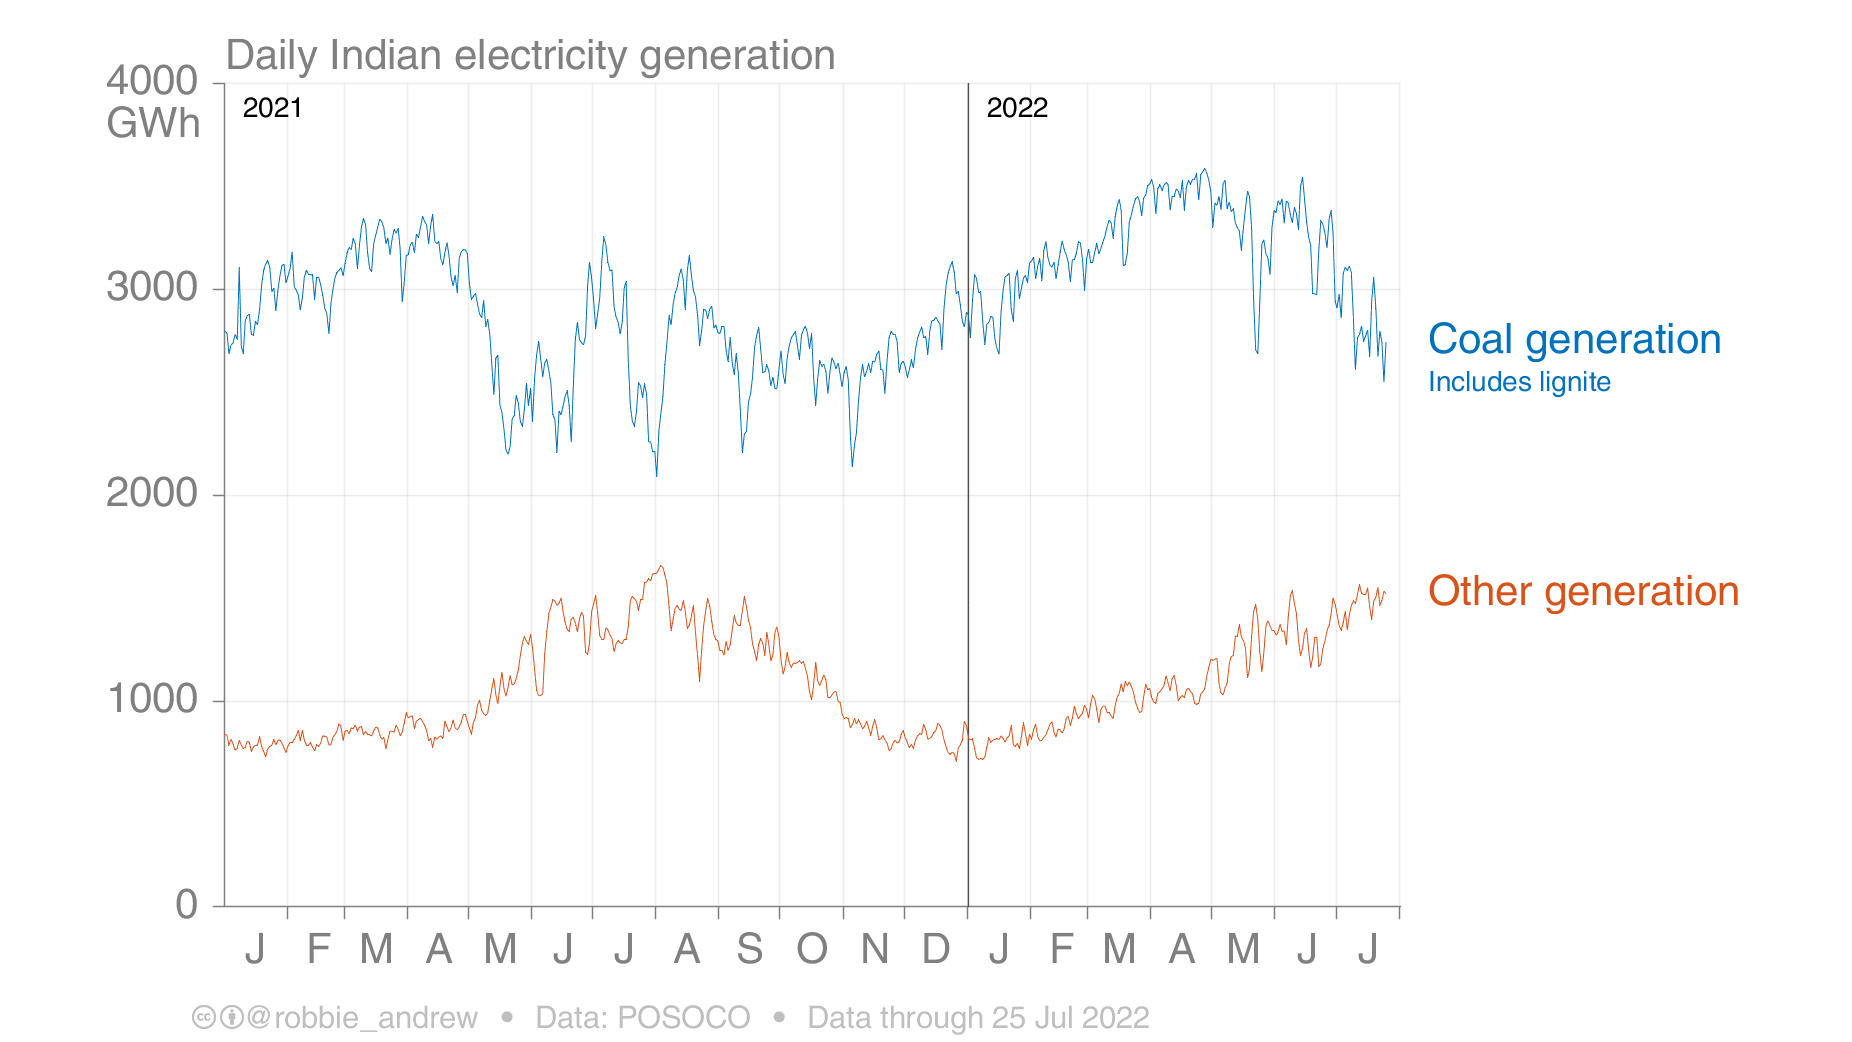 Daily Indian electricity generation
4000
GWh
2021
2022
3000
Coal generation
Includes lignite
2000
Other generation
1000
0
J F M A M J J A S O N D J F M A M J J
@robbie_andrew • Data: POSOCO • Data through 25 Jul 2022